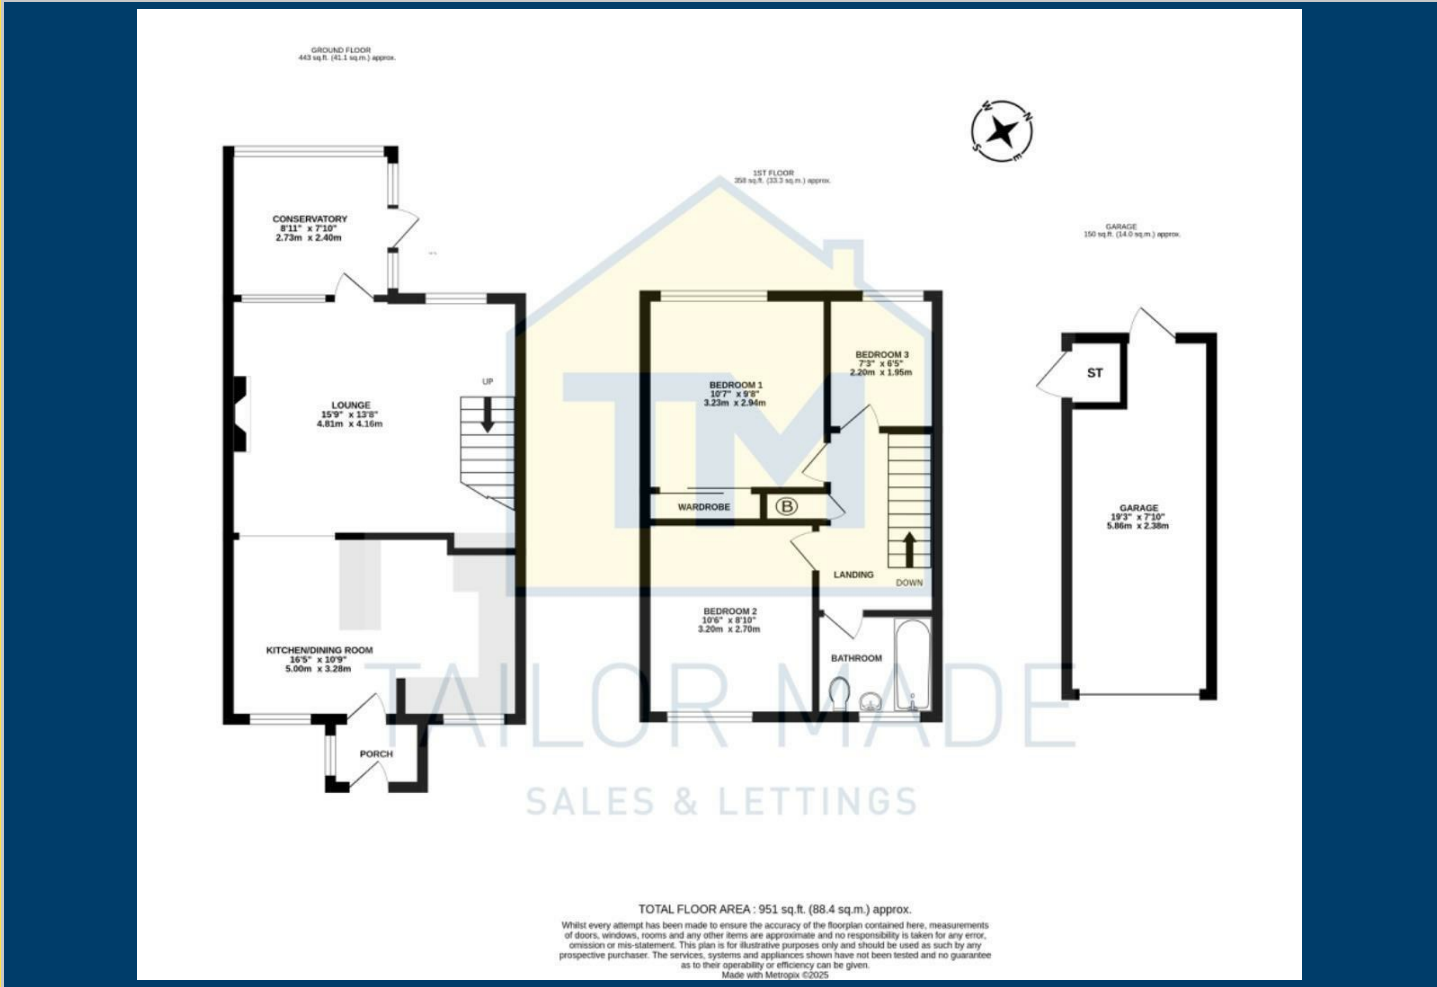 GROUND FLOOR
443 sq.ft. (41.1 sq.m.) approx.
W
N
S
E
1ST FLOOR
358 sq.ft. (33.3 sq.m.) approx.
GARAGE
150 sq.ft. (14.0 sq.m.) approx.
CONSERVATORY
8'11" x 7'10"
2.73m x 2.40m
LOUNGE
15'9" x 13'8"
4.81m x 4.16m
UP
KITCHEN/DINING ROOM
16'5" x 10'9"
5.00m x 3.28m
PORCH
BEDROOM 1
10'7" x 9'8"
3.23m x 2.94m
BEDROOM 3
7'3" x 6'5"
2.20m x 1.95m
WARDROBE
B
LANDING
DOWN
BEDROOM 2
10'6" x 8'10"
3.20m x 2.70m
BATHROOM
ST
GARAGE
19'3" x 7'10"
5.86m x 2.38m
TM
TAILOR MADE
SALES & LETTINGS
TOTAL FLOOR AREA : 951 sq.ft. (88.4 sq.m.) approx.
Whilst every attempt has been made to ensure the accuracy of the floorplan contained here, measurements
of doors, windows, rooms and any other items are approximate and no responsibility is taken for any error,
omission or mis-statement. This plan is for illustrative purposes only and should be used as such by any
prospective purchaser. The services, systems and appliances shown have not been tested and no guarantee
as to their operability or efficiency can be given.
Made with Metropix ©2025